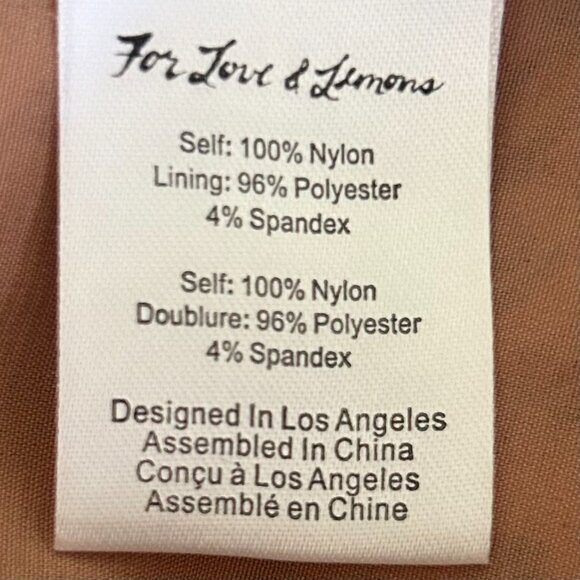 For Love & Lemons
Self: 100% Nylon
Lining: 96% Polyester
4% Spandex
Self: 100% Nylon
Doublure: 96% Polyester
4% Spandex
Designed In Los Angeles
Assembled In China
Conçu à Los Angeles
Assemblé en Chine